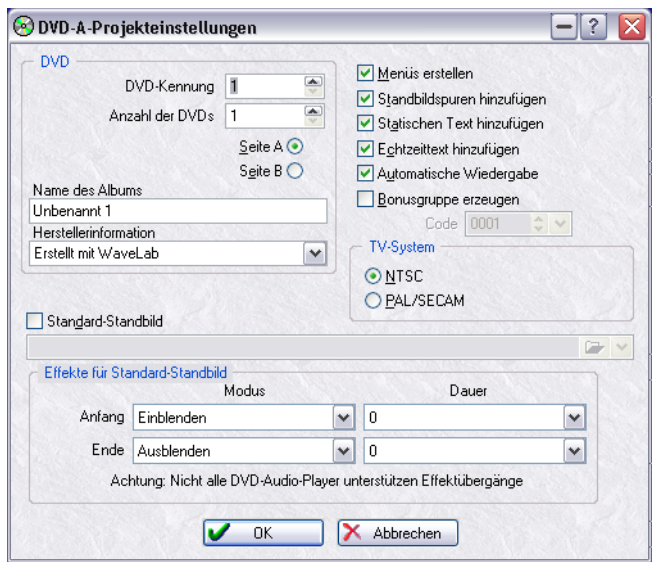 DVD-A-Projekteinstellungen
DVD
DVD-Kennung 1
Anzahl der DVDs 1
Seite A
Seite B
Name des Albums
Unbenannt 1
Herstellerinformation
Erstellt mit WaveLab
Menüs erstellen
Standbildspuren hinzufügen
Statischen Text hinzufügen
Echtzeittext hinzufügen
Automatische Wiedergabe
Bonusgruppe erzeugen
Code 0001
TV-System
NTSC
PAL/SECAM
Standard-Standbild
Effekte für Standard-Standbild
Modus Dauer
Anfang Einblenden 0
Ende Ausblenden 0
Achtung: Nicht alle DVD-Audio-Player unterstützen Effektübergänge
OK Abbrechen